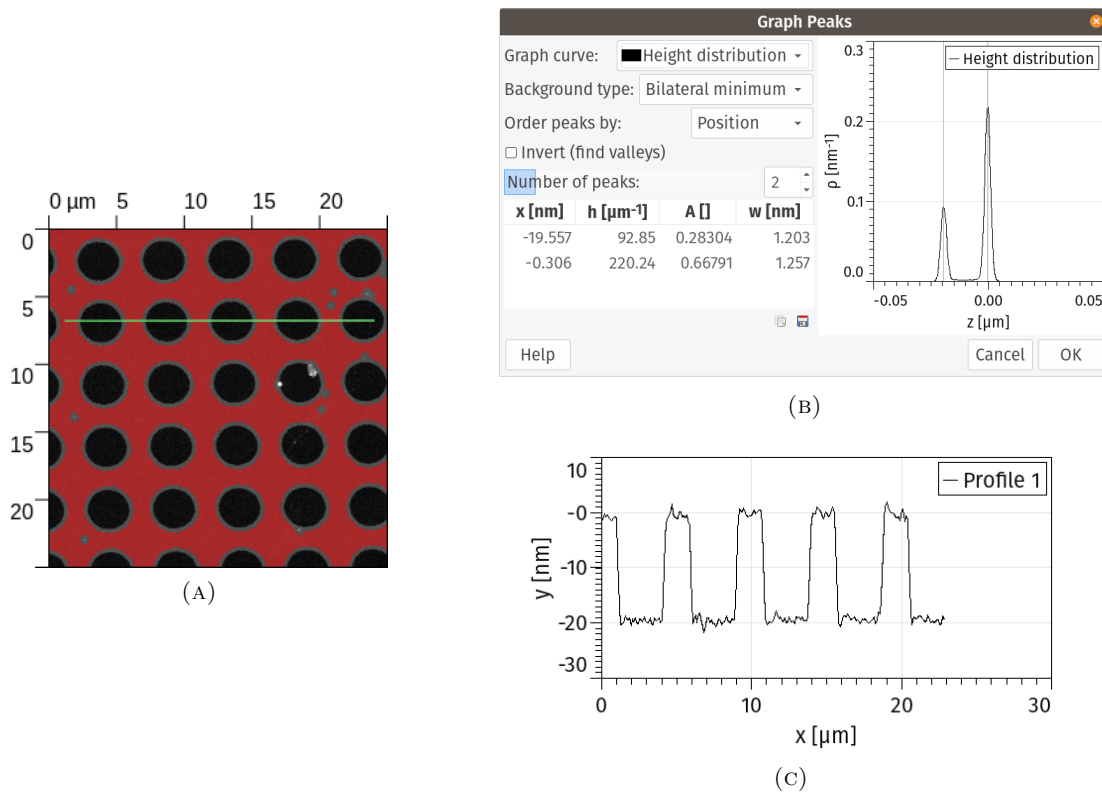 0 μm 5 10 15 20
0
5
10
15
20
(A)
Graph Peaks
Graph curve: Height distribution
Background type: Bilateral minimum
Order peaks by: Position
Invert (find valleys)
Number of peaks: 2
x [nm] h [μm⁻¹] A [] w [nm]
-19.557 92.85 0.28304 1.203
-0.306 220.24 0.66791 1.257
Help Cancel OK
Height distribution
0.3
0.2
0.1
0.0
ρ [nm⁻¹]
-0.05 0.00 0.05
z [μm]
(B)
Profile 1
10
-0
-10
-20
-30
y [nm]
0 10 20 30
x [μm]
(C)